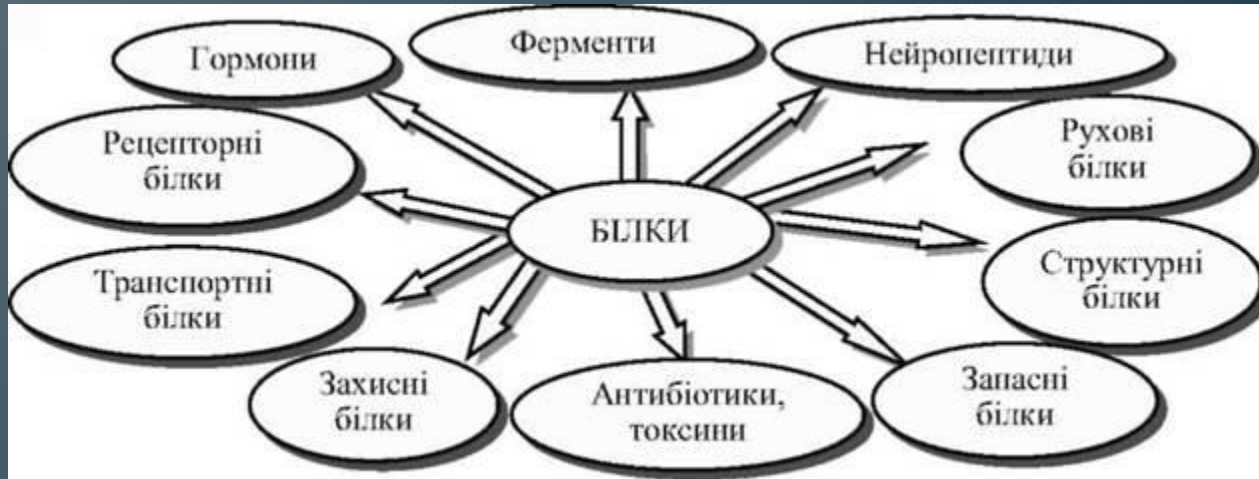 Гормони
Ферменти
Нейропептиди
Рецепторні
білки
Рухові
білки
БІЛКИ
Транспортні
білки
Структурні
білки
Захисні
білки
Антибіотики,
токсини
Запасні
білки